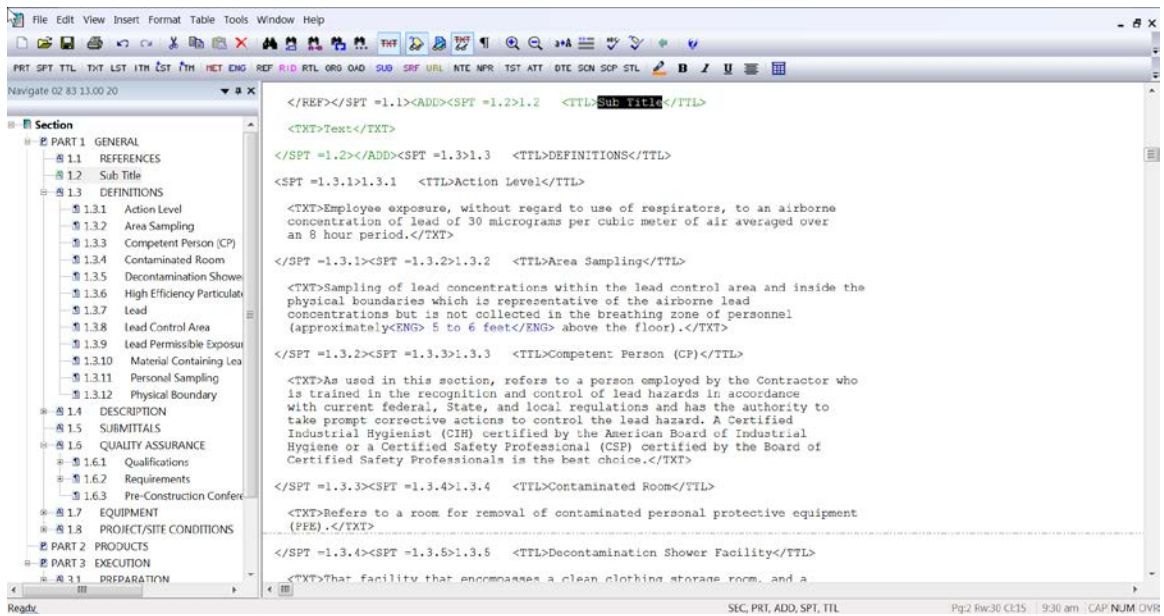 File Edit View Insert Format Table Tools Window Help
PRT SPT TTL TXT LST ITM LST ITM MET ENG REF RID RTL ORG OAD SUB SRF URL NTE NPR TST ATT DTE SCN SCP STL B I U
Navigate 02 83 13.00 20
Section
PART 1 GENERAL
1.1 REFERENCES
1.2 Sub Title
1.3 DEFINITIONS
1.3.1 Action Level
1.3.2 Area Sampling
1.3.3 Competent Person (CP)
1.3.4 Contaminated Room
1.3.5 Decontamination Showe
1.3.6 High Efficiency Particulat
1.3.7 Lead
1.3.8 Lead Control Area
1.3.9 Lead Permissible Exposur
1.3.10 Material Containing Lea
1.3.11 Personal Sampling
1.3.12 Physical Boundary
1.4 DESCRIPTION
1.5 SUBMITTALS
1.6 QUALITY ASSURANCE
1.6.1 Qualifications
1.6.2 Requirements
1.6.3 Pre-Construction Confere
1.7 EQUIPMENT
1.8 PROJECT/SITE CONDITIONS
PART 2 PRODUCTS
PART 3 EXECUTION
3.1 PREPARATION
</REF></SPT =1.1><ADD><SPT =1.2>1.2 <TTL>Sub Title</TTL>
<TXT>Text</TXT>
</SPT =1.2></ADD><SPT =1.3>1.3 <TTL>DEFINITIONS</TTL>
<SPT =1.3.1>1.3.1 <TTL>Action Level</TTL>
<TXT>Employee exposure, without regard to use of respirators, to an airborne
concentration of lead of 30 micrograms per cubic meter of air averaged over
an 8 hour period.</TXT>
</SPT =1.3.1><SPT =1.3.2>1.3.2 <TTL>Area Sampling</TTL>
<TXT>Sampling of lead concentrations within the lead control area and inside the
physical boundaries which is representative of the airborne lead
concentrations but is not collected in the breathing zone of personnel
(approximately<ENG> 5 to 6 feet</ENG> above the floor).</TXT>
</SPT =1.3.2><SPT =1.3.3>1.3.3 <TTL>Competent Person (CP)</TTL>
<TXT>As used in this section, refers to a person employed by the Contractor who
is trained in the recognition and control of lead hazards in accordance
with current federal, State, and local regulations and has the authority to
take prompt corrective actions to control the lead hazard. A Certified
Industrial Hygienist (CIH) certified by the American Board of Industrial
Hygiene or a Certified Safety Professional (CSP) certified by the Board of
Certified Safety Professionals is the best choice.</TXT>
</SPT =1.3.3><SPT =1.3.4>1.3.4 <TTL>Contaminated Room</TTL>
<TXT>Refers to a room for removal of contaminated personal protective equipment
(PPE).</TXT>
</SPT =1.3.4><SPT =1.3.5>1.3.5 <TTL>Decontamination Shower Facility</TTL>
<TXT>That facility that encompasses a clean clothing storage room, and a
Ready SEC, PRT, ADD, SPT, TTL Pg:2 Rw:30 Cl:15 9:30 am CAP NUM OVR